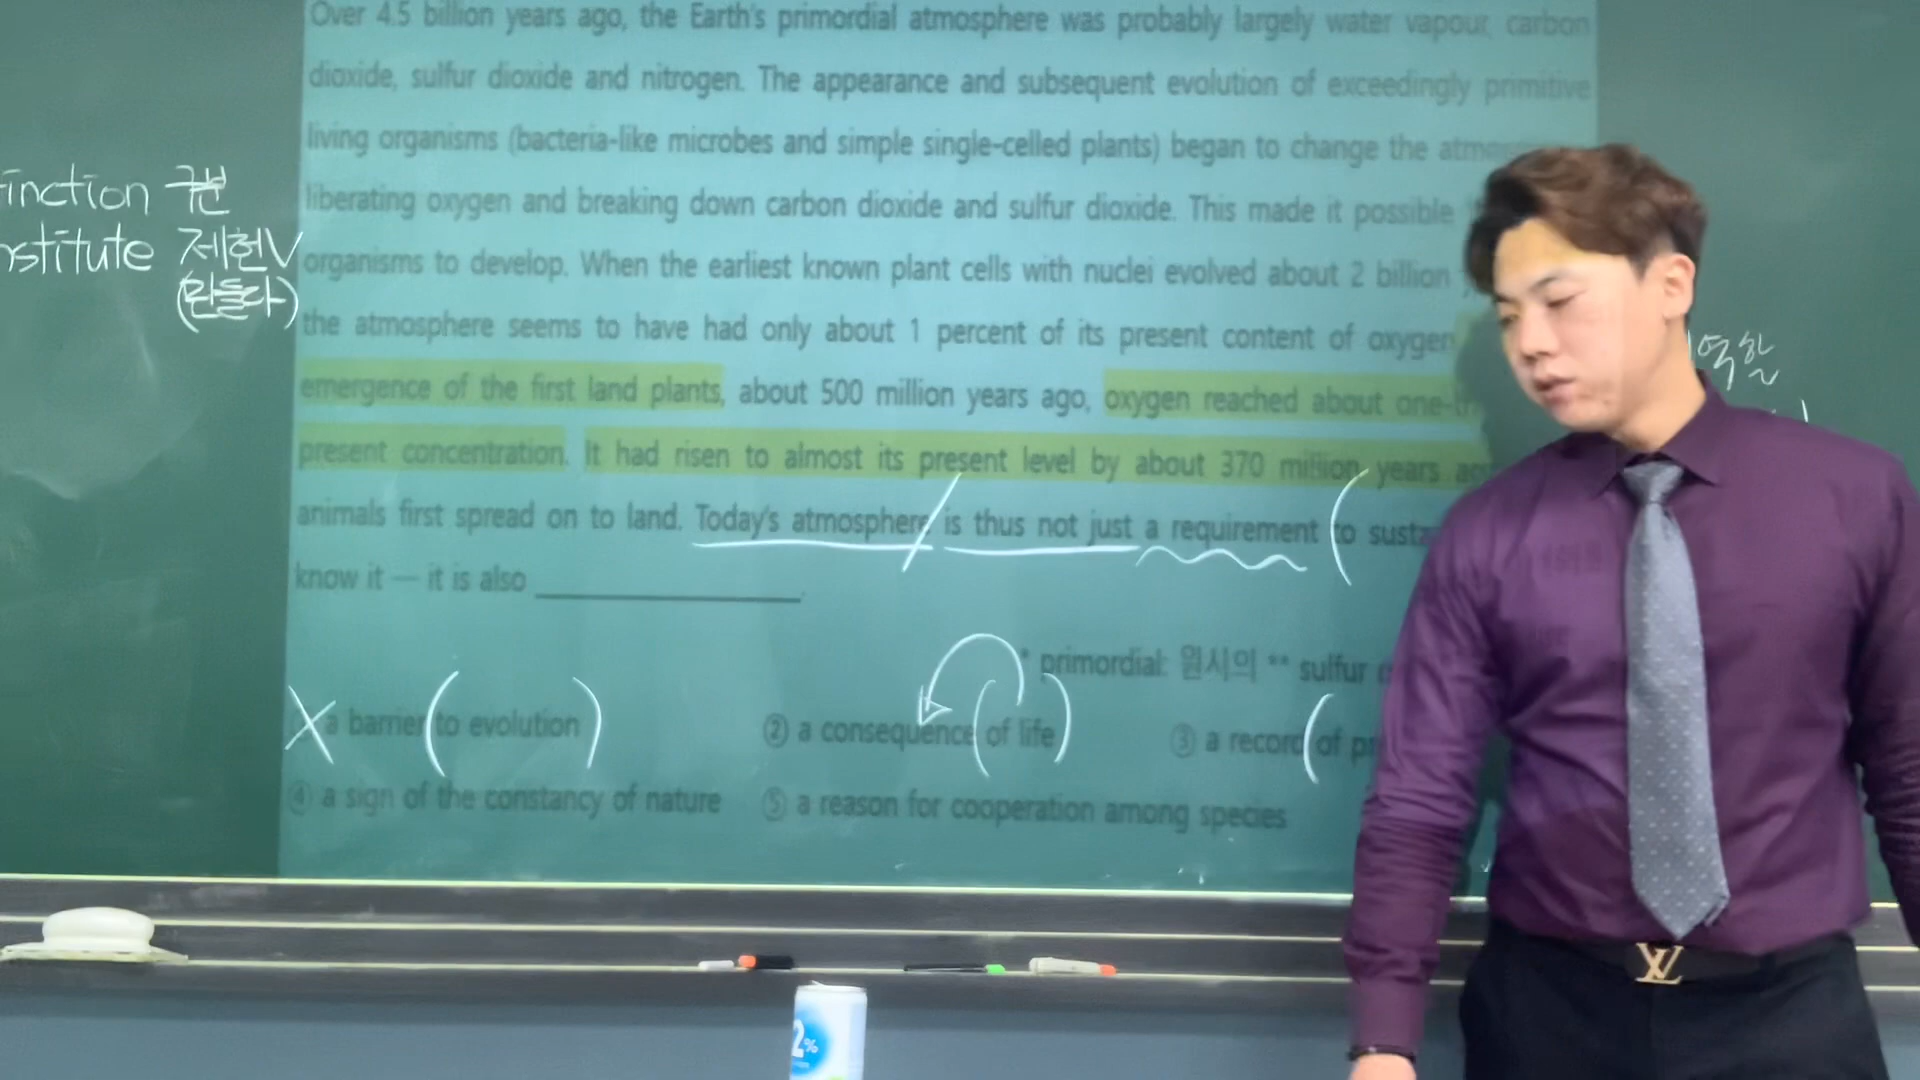 Over 4.5 billion years ago, the Earth's primordial atmosphere was probably largely water vapour, carbon
dioxide, sulfur dioxide and nitrogen. The appearance and subsequent evolution of exceedingly primitive
living organisms (bacteria-like microbes and simple single-celled plants) began to change the
tinction 구분
liberating oxygen and breaking down carbon dioxide and sulfur dioxide. This made it possible
stitute 제헌V
organisms to develop. When the earliest known plant cells with nuclei evolved about 2 billion
(만들다)
the atmosphere seems to have had only about 1 percent of its present content of oxygen
역할
emergence of the first land plants, about 500 million years ago, oxygen reached about
present concentration. It had risen to almost its present level by about 370 million years
animals first spread on to land. Today's atmosphere is thus not just a requirement to
know it — it is also
* primordial: 원시의 ** sulfur
X a barrier (to evolution) ② a consequence (of life) ③ a record (of
④ a sign of the constancy of nature ⑤ a reason for cooperation among species
2%